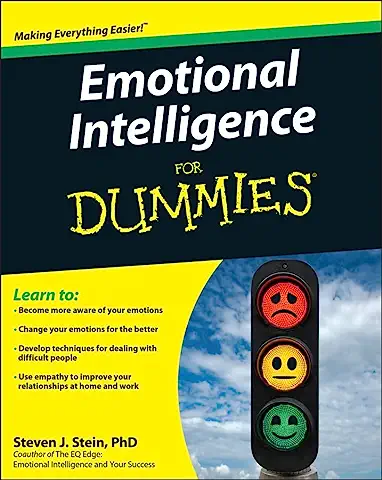 Making Everything Easier!™
Emotional
Intelligence
FOR
DUMMIES®
Learn to:
• Become more aware of your emotions
• Change your emotions for the better
• Develop techniques for dealing with
difficult people
• Use empathy to improve your
relationships at home and work
Steven J. Stein, PhD
Coauthor of The EQ Edge:
Emotional Intelligence and Your Success